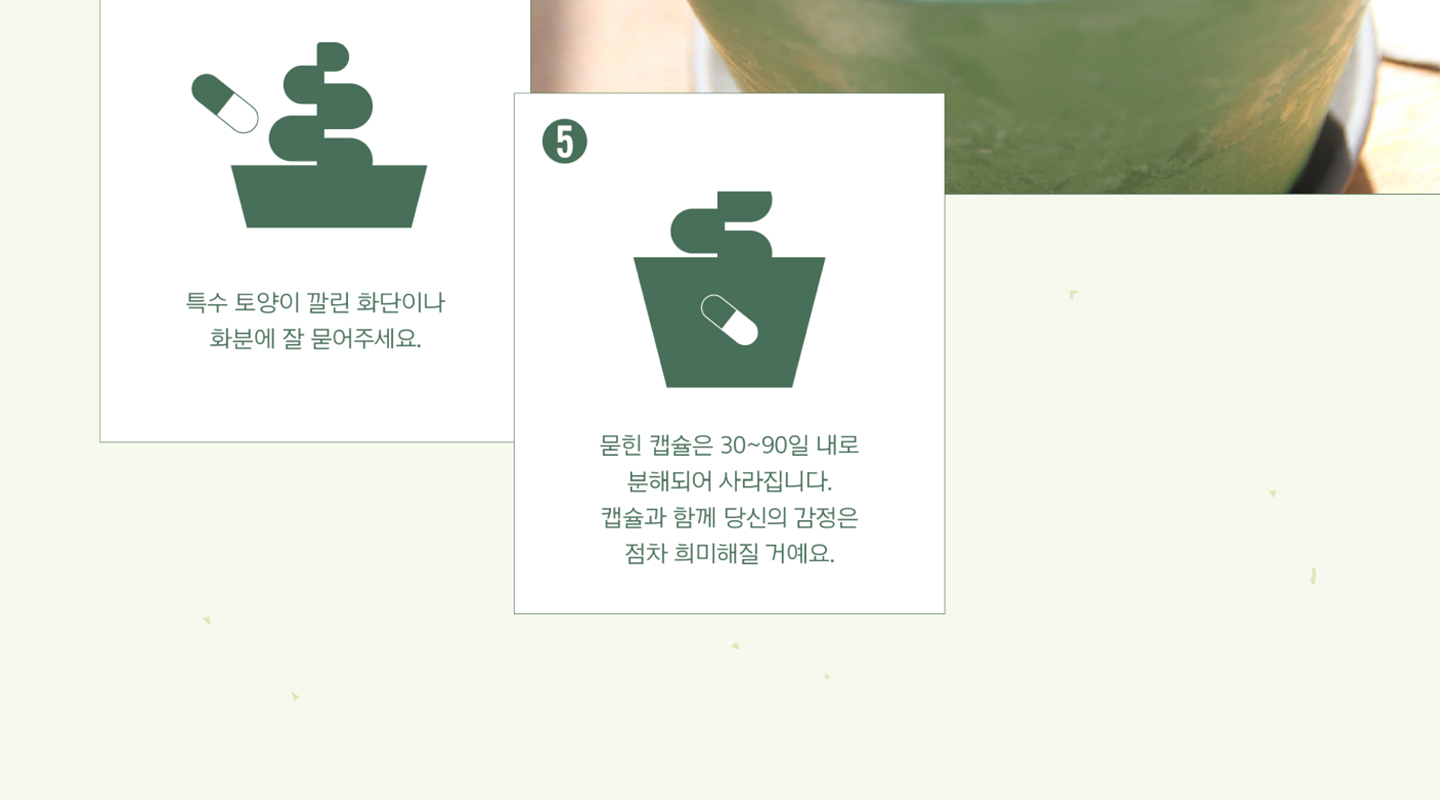 특수 토양이 깔린 화단이나
화분에 잘 묻어주세요.
5
묻힌 캡슐은 30~90일 내로
분해되어 사라집니다.
캡슐과 함께 당신의 감정은
점차 희미해질 거예요.